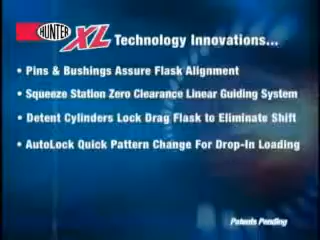 HUNTER XL Technology Innovations...
• Pins & Bushings Assure Flask Alignment
• Squeeze Station Zero Clearance Linear Guiding System
• Detent Cylinders Lock Drag Flask to Eliminate Shift
• AutoLock Quick Pattern Change For Drop-In Loading
Patents Pending